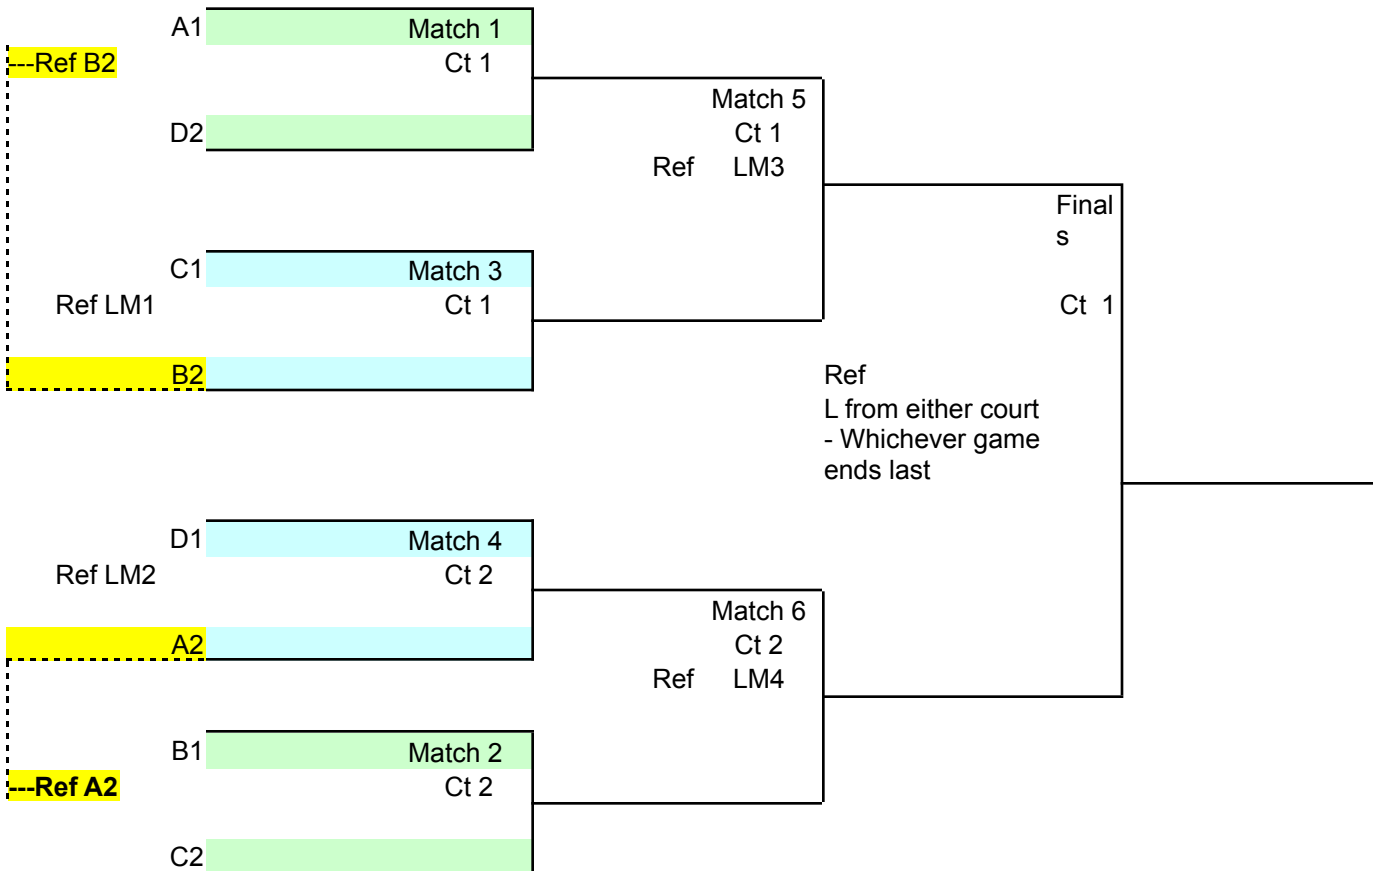 A1
Match 1
---Ref B2
Ct 1
D2
Match 5
Ct 1
Ref LM3
C1
Match 3
Ref LM1
Ct 1
B2
Final
s
Ct 1
Ref
L from either court
- Whichever game
ends last
D1
Match 4
Ref LM2
Ct 2
A2
Match 6
Ct 2
Ref LM4
B1
Match 2
---Ref A2
Ct 2
C2